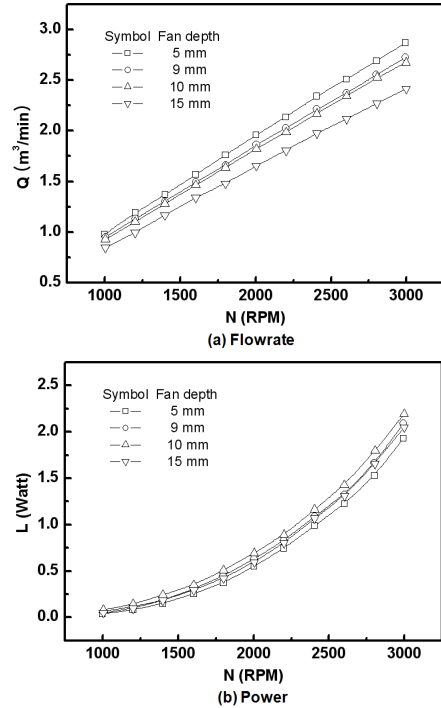 3.0
2.5
2.0
1.5
1.0
0.5
Q (m³/min)
Symbol Fan depth
5 mm
9 mm
10 mm
15 mm
1000 1500 2000 2500 3000
N (RPM)
(a) Flowrate
2.5
2.0
1.5
1.0
0.5
0.0
L (Watt)
Symbol Fan depth
5 mm
9 mm
10 mm
15 mm
1000 1500 2000 2500 3000
N (RPM)
(b) Power